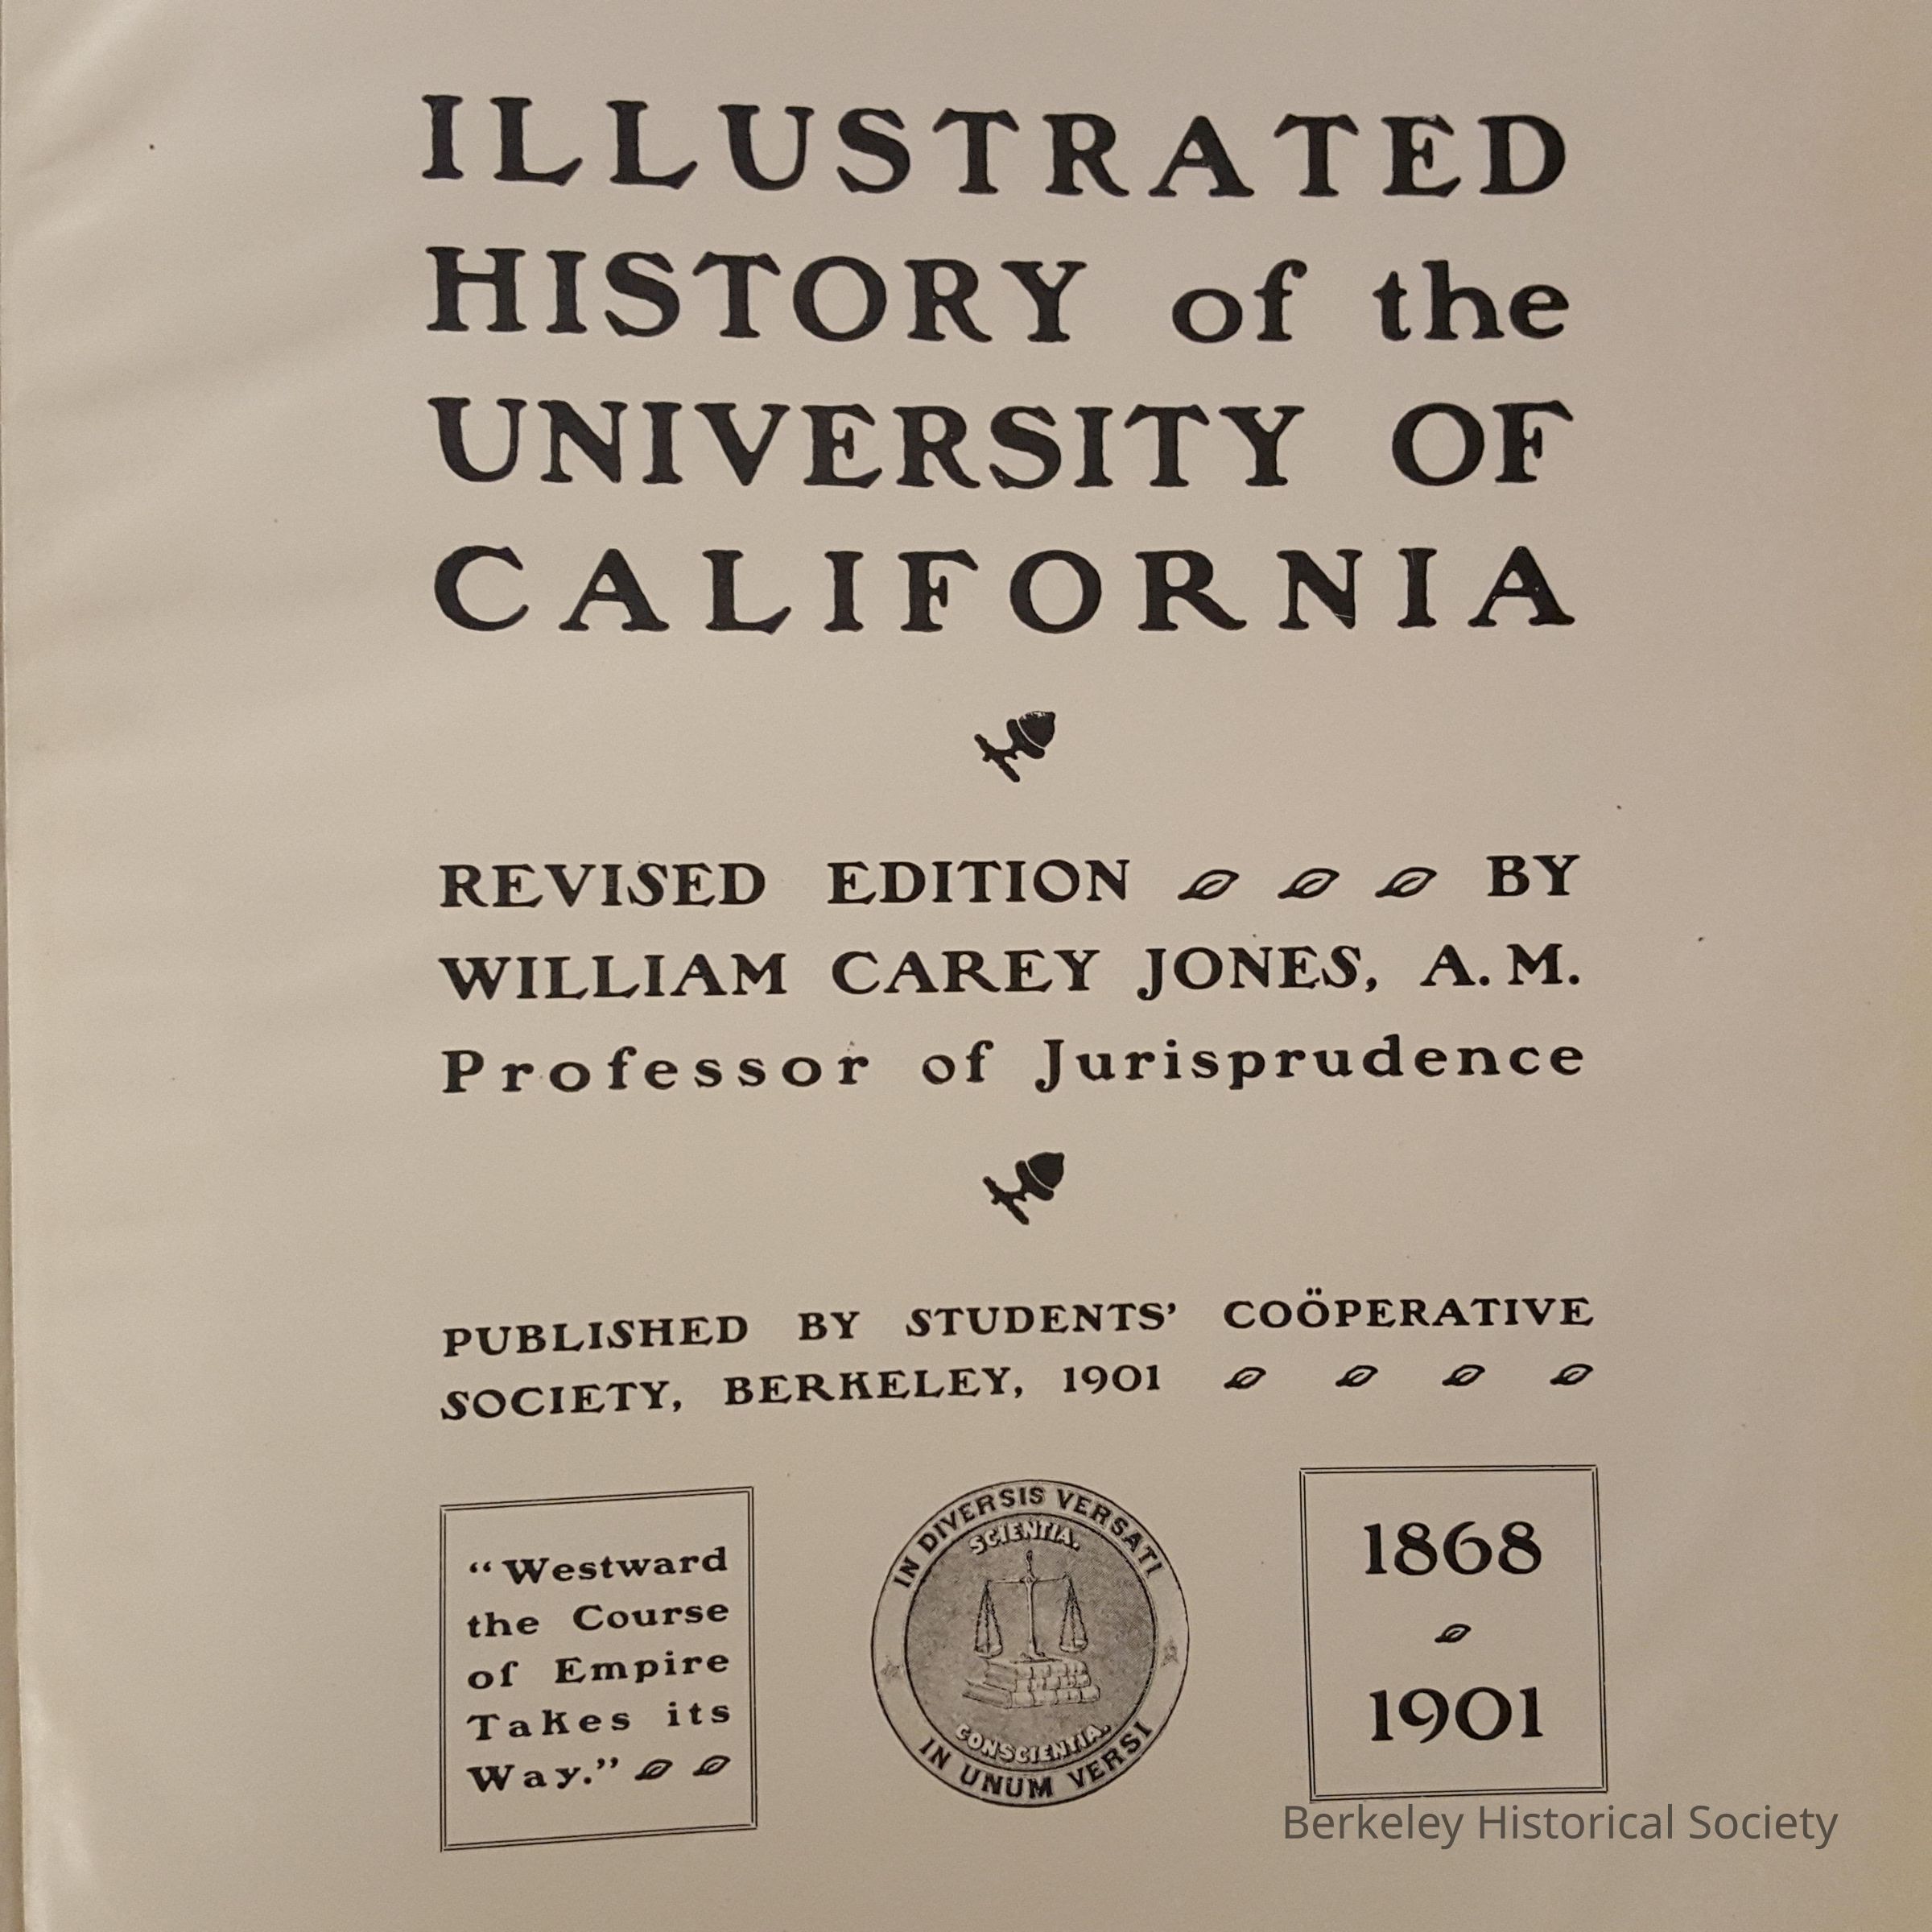 ILLUSTRATED
HISTORY of the
UNIVERSITY OF
CALIFORNIA
REVISED EDITION BY
WILLIAM CAREY JONES, A. M.
Professor of Jurisprudence
PUBLISHED BY STUDENTS’ COÖPERATIVE
SOCIETY, BERKELEY, 1901
“Westward
the Course
of Empire
Takes its
Way.”
IN DIVERSIS VERSATI
SCIENTIA.
CONSCIENTIA.
IN UNUM VERSI
1868
1901
Berkeley Historical Society